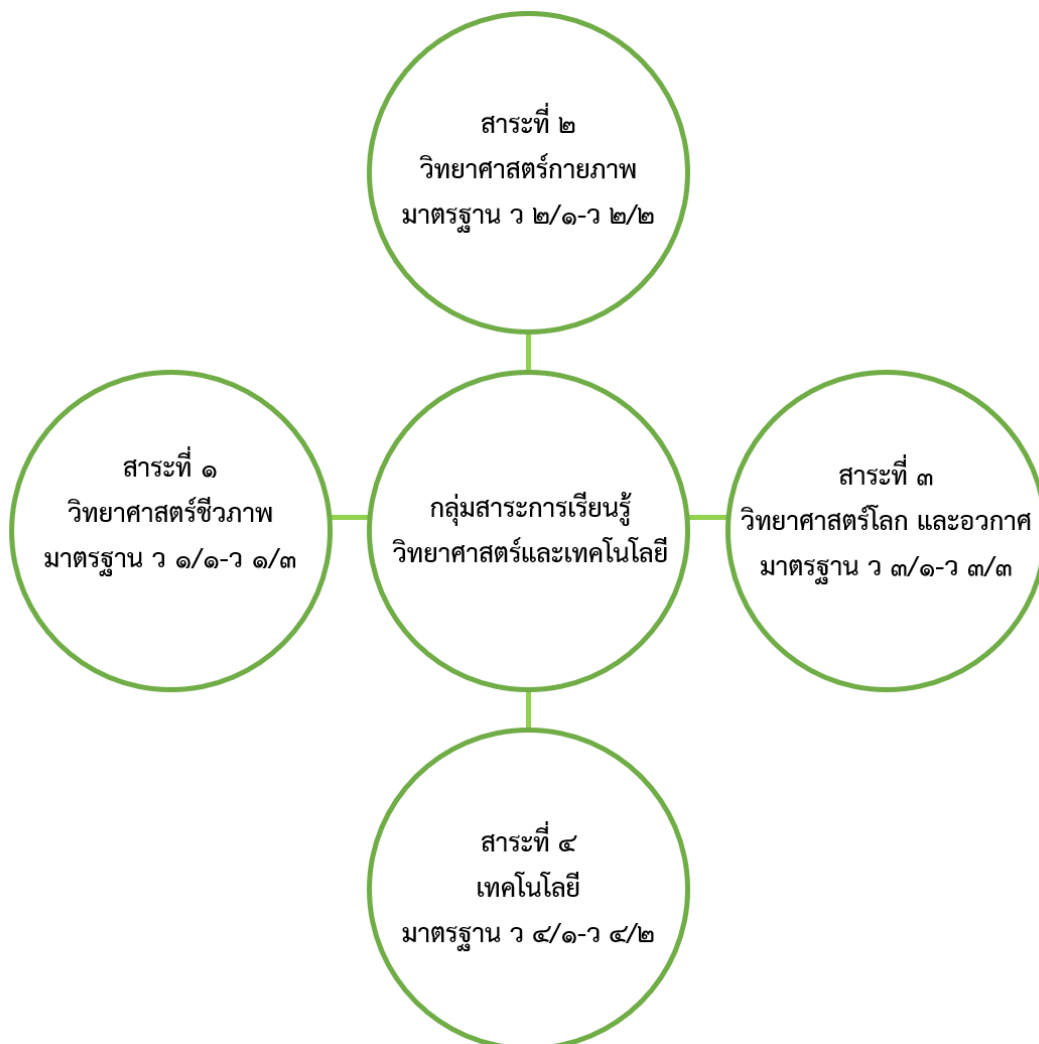 สาระที่ ๒
วิทยาศาสตร์กายภาพ
มาตรฐาน ว ๒/๑-ว ๒/๒
สาระที่ ๑
วิทยาศาสตร์ชีวภาพ
มาตรฐาน ว ๑/๑-ว ๑/๓
กลุ่มสาระการเรียนรู้
วิทยาศาสตร์และเทคโนโลยี
สาระที่ ๓
วิทยาศาสตร์โลก และอวกาศ
มาตรฐาน ว ๓/๑-ว ๓/๓
สาระที่ ๔
เทคโนโลยี
มาตรฐาน ว ๔/๑-ว ๔/๒